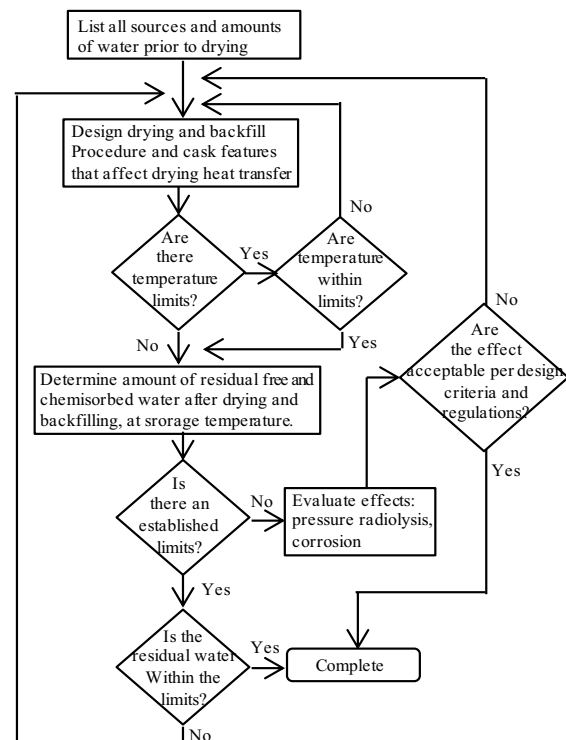 List all sources and amounts
of water prior to drying
Design drying and backfill
Procedure and cask features
that affect drying heat transfer
No
Are
there
temperature
limits?
Yes
Are
temperature
within
limits?
No
Yes
No
Are
the effect
acceptable per design
criteria and
regulations?
Determine amount of residual free and
chemisorbed water after drying and
backfilling, at srorage temperature.
Yes
Is
there an
established
limits?
No
Evaluate effects:
pressure radiolysis,
corrosion
Yes
Is the
residual water
Within the
limits?
Yes
Complete
No